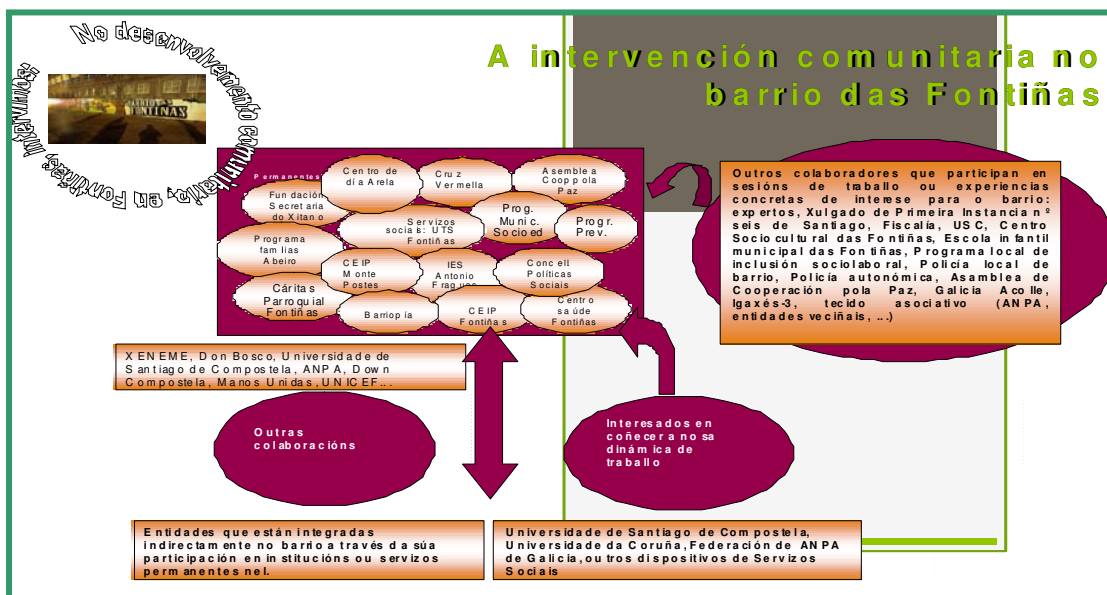 No desenvolvemento comunitario, en Fontiñas,
BARRIO
FONTIÑAS
A intervención comunitaria no
barrio das Fontiñas
Permanentes
Centro de
día Arela
Cruz
Vermella
Asemblea
Cooppola
Paz
Fundación
Secretaria
do Xitano
Servizos
sociais: UTS
Fontiñas
Prog.
Munic.
Socioed
Progr.
Prev.
Programa
familias
Abeiro
CEIP
Monte
Postes
IES
Antonio
Fraguas
Concell
Políticas
Sociais
Cáritas
Parroquial
Fontiñas
Barriopía
CEIP
Fontiñas
Centro
saúde
Fontiñas
Outros colaboradores que participan en
sesións de traballo ou experiencias
concretas de interese para o barrio:
expertos, Xulgado de Primeira Instancia nº
seis de Santiago, Fiscalía, USC, Centro
Sociocultural das Fontiñas, Escola infantil
municipal das Fontiñas, Programa local de
inclusión sociolaboral, Policía local de
barrio, Policía autonómica, Asamblea de
Cooperación pola Paz, Galicia Acolle,
Igaxés-3, tecido asociativo (ANPA,
entidades veciñais, ...)
XENEME, Don Bosco, Universidade de
Santiago de Compostela, ANPA, Down
Compostela, Manos Unidas, UNICEF...
Outras
colaboracións
Interesados en
coñecer a nosa
dinámica de
traballo
Entidades que están integradas
indirectamente no barrio a través da súa
participación en institucións ou servizos
permanentes nel.
Universidade de Santiago de Compostela,
Universidade da Coruña, Federación de ANPA
de Galicia, outros dispositivos de Servizos
Sociais